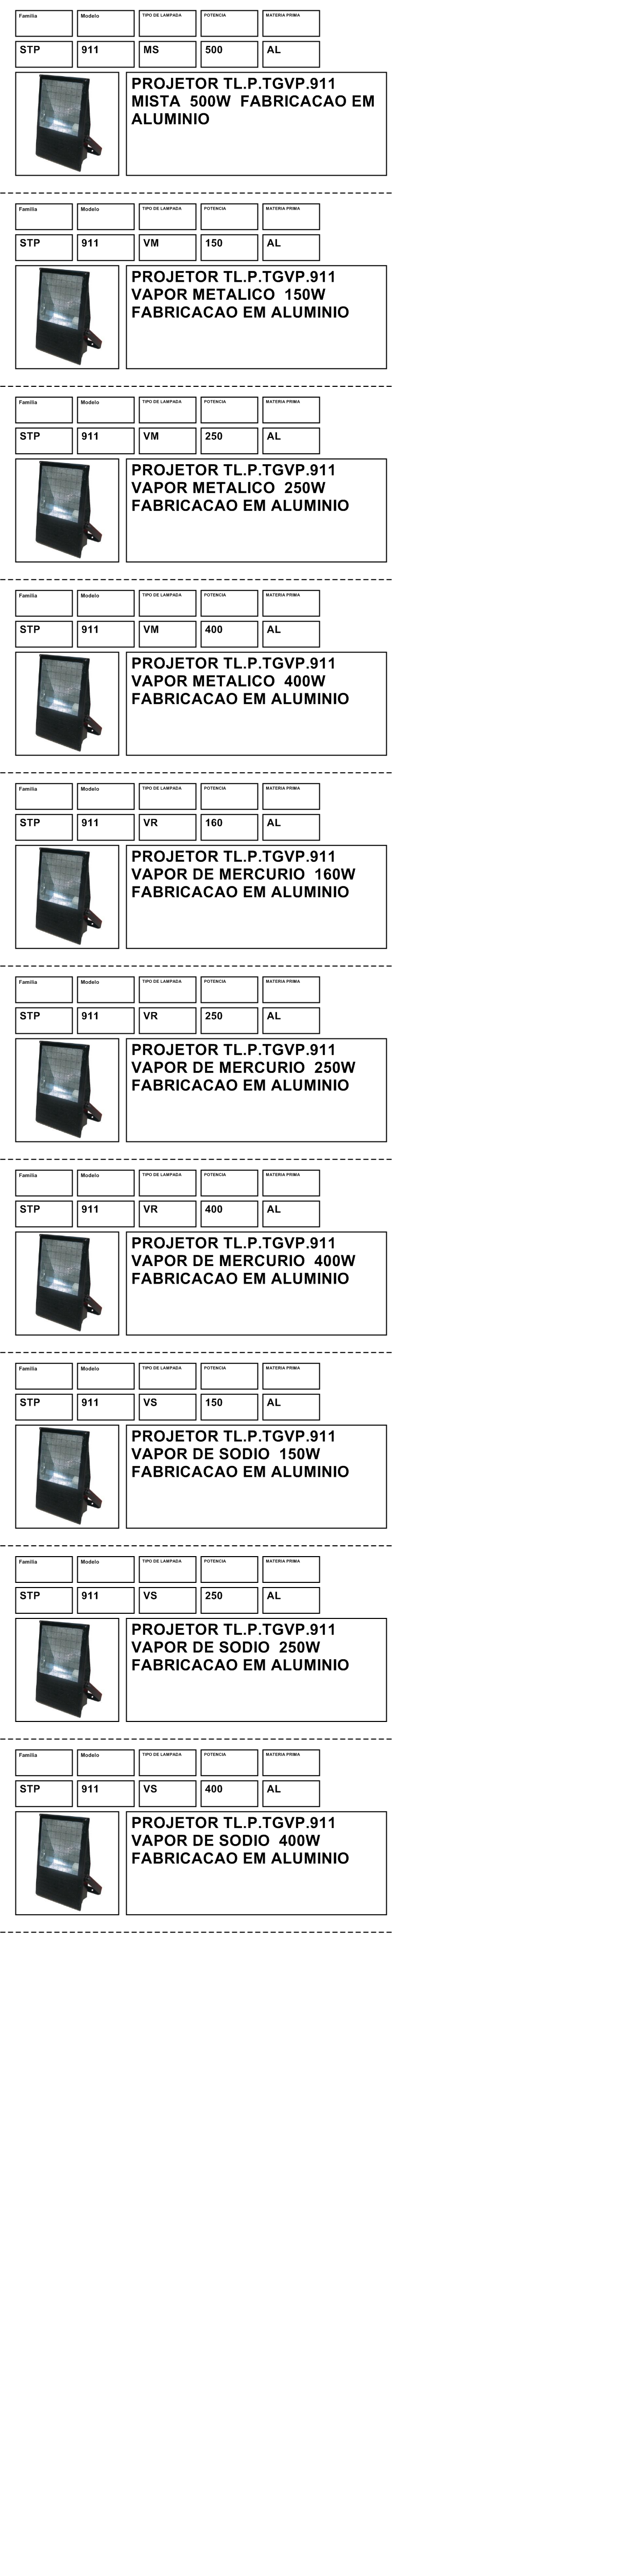 Familia Modelo TIPO DE LAMPADA POTENCIA MATERIA PRIMA
STP 911 MS 500 AL
PROJETOR TL.P.TGVP.911
MISTA 500W FABRICACAO EM
ALUMINIO
Familia Modelo TIPO DE LAMPADA POTENCIA MATERIA PRIMA
STP 911 VM 150 AL
PROJETOR TL.P.TGVP.911
VAPOR METALICO 150W
FABRICACAO EM ALUMINIO
Familia Modelo TIPO DE LAMPADA POTENCIA MATERIA PRIMA
STP 911 VM 250 AL
PROJETOR TL.P.TGVP.911
VAPOR METALICO 250W
FABRICACAO EM ALUMINIO
Familia Modelo TIPO DE LAMPADA POTENCIA MATERIA PRIMA
STP 911 VM 400 AL
PROJETOR TL.P.TGVP.911
VAPOR METALICO 400W
FABRICACAO EM ALUMINIO
Familia Modelo TIPO DE LAMPADA POTENCIA MATERIA PRIMA
STP 911 VR 160 AL
PROJETOR TL.P.TGVP.911
VAPOR DE MERCURIO 160W
FABRICACAO EM ALUMINIO
Familia Modelo TIPO DE LAMPADA POTENCIA MATERIA PRIMA
STP 911 VR 250 AL
PROJETOR TL.P.TGVP.911
VAPOR DE MERCURIO 250W
FABRICACAO EM ALUMINIO
Familia Modelo TIPO DE LAMPADA POTENCIA MATERIA PRIMA
STP 911 VR 400 AL
PROJETOR TL.P.TGVP.911
VAPOR DE MERCURIO 400W
FABRICACAO EM ALUMINIO
Familia Modelo TIPO DE LAMPADA POTENCIA MATERIA PRIMA
STP 911 VS 150 AL
PROJETOR TL.P.TGVP.911
VAPOR DE SODIO 150W
FABRICACAO EM ALUMINIO
Familia Modelo TIPO DE LAMPADA POTENCIA MATERIA PRIMA
STP 911 VS 250 AL
PROJETOR TL.P.TGVP.911
VAPOR DE SODIO 250W
FABRICACAO EM ALUMINIO
Familia Modelo TIPO DE LAMPADA POTENCIA MATERIA PRIMA
STP 911 VS 400 AL
PROJETOR TL.P.TGVP.911
VAPOR DE SODIO 400W
FABRICACAO EM ALUMINIO